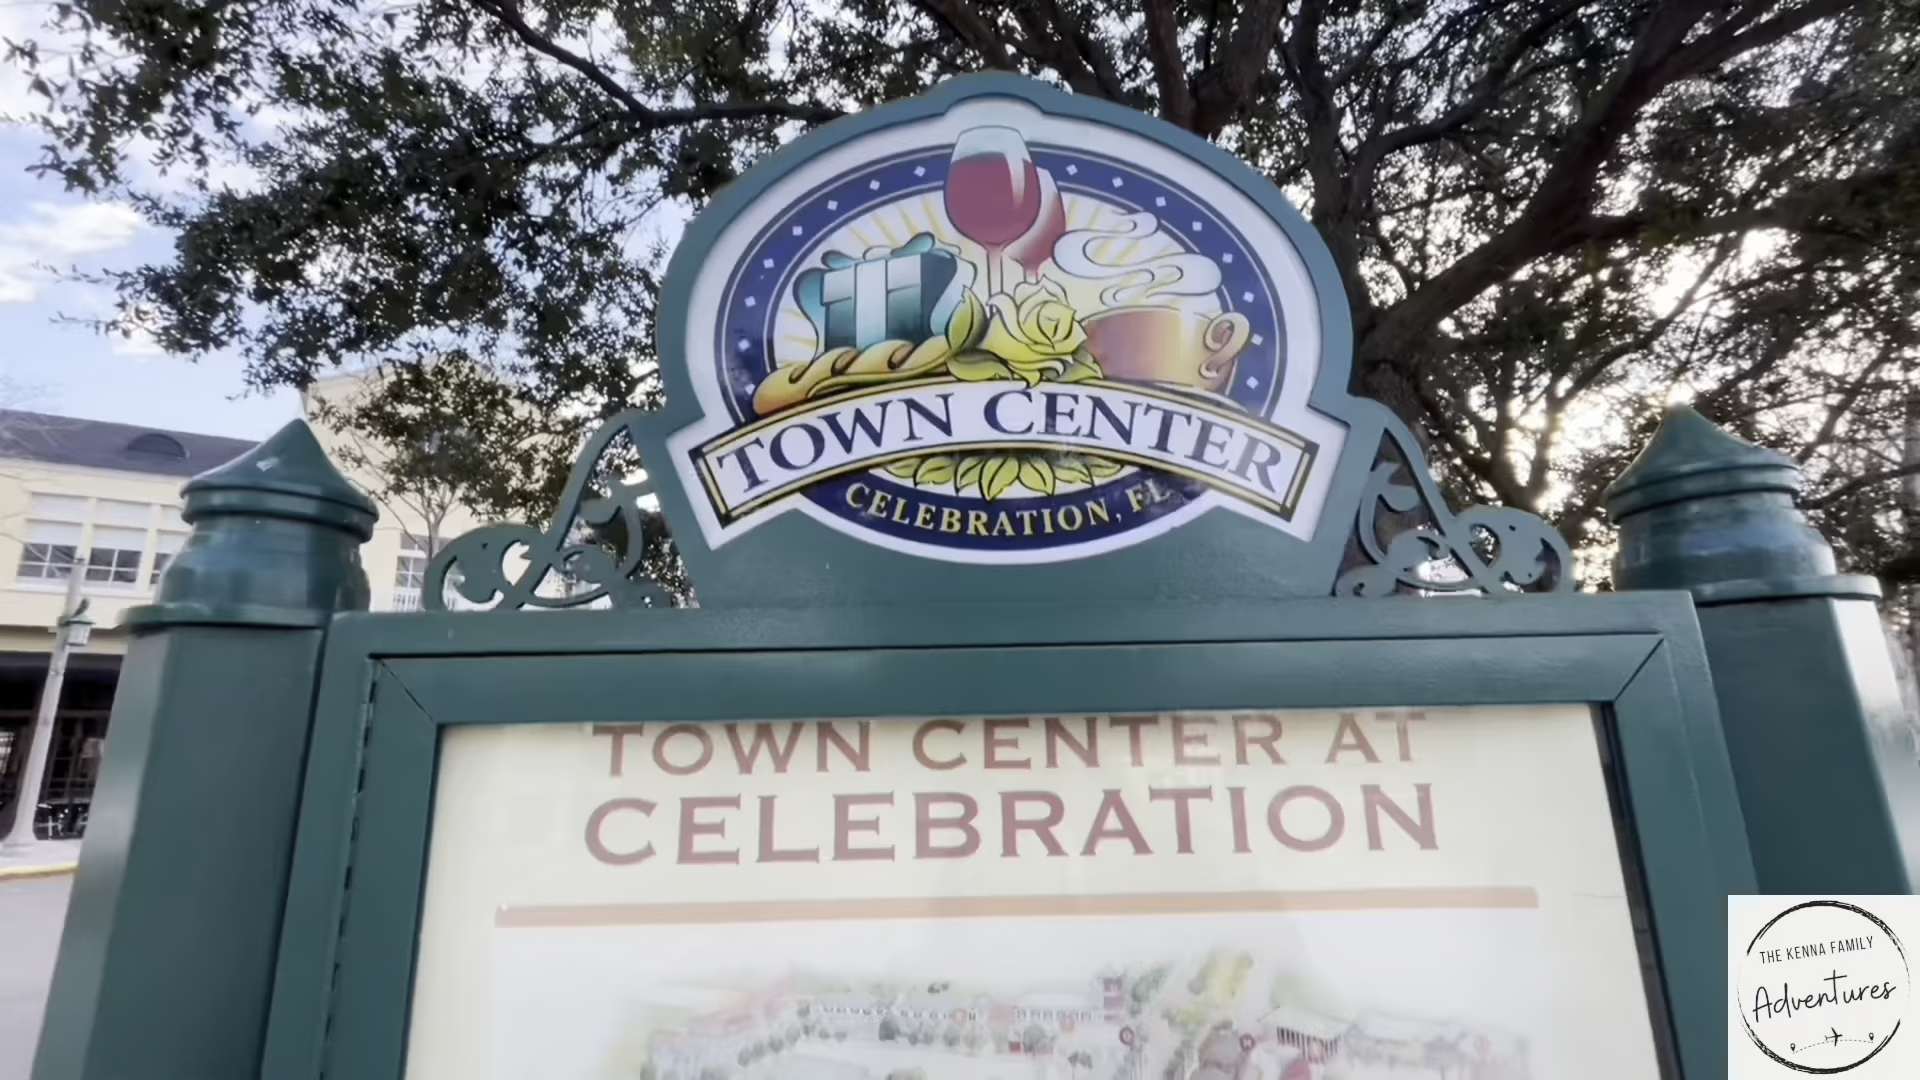 TOWN CENTER
CELEBRATION, FL
TOWN CENTER AT
CELEBRATION
THE KENNA FAMILY
Adventures